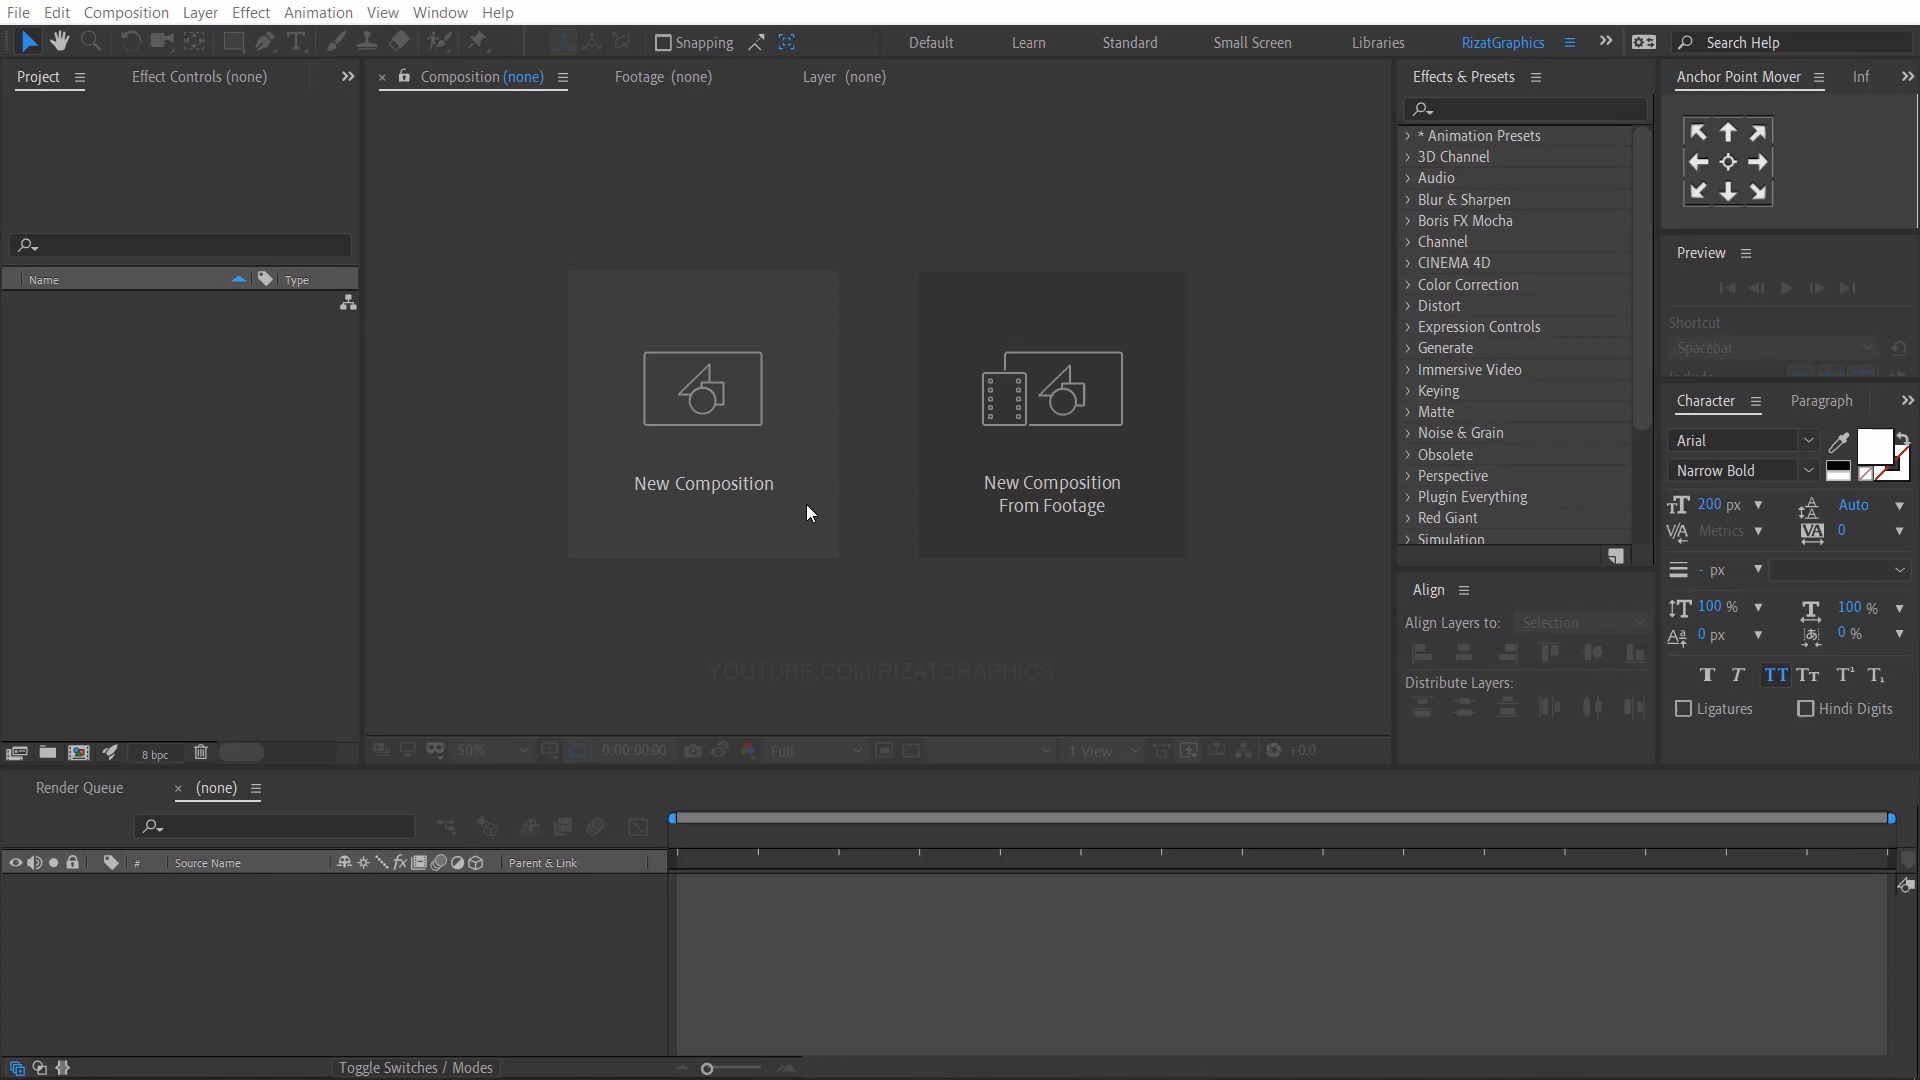 File Edit Composition Layer Effect Animation View Window Help
Snapping Default Learn Standard Small Screen Libraries RizatGraphics Search Help
Project Effect Controls (none) Composition (none) Footage (none) Layer (none) Effects & Presets Anchor Point Mover Inf
* Animation Presets
3D Channel
Audio
Blur & Sharpen
Boris FX Mocha
Channel
CINEMA 4D
Color Correction
Distort
Expression Controls
Generate
Immersive Video
Keying
Matte
Noise & Grain
Obsolete
Perspective
Plugin Everything
Red Giant
Simulation
Name Type
New Composition
New Composition
From Footage
YOUTUBE.COM/RIZATGRAPHICS
Preview
Shortcut
Spacebar
Character Paragraph
Arial
Narrow Bold
200 px Auto
Metrics 0
- px
100 % 100 %
0 px 0 %
Ligatures Hindi Digits
Align
Align Layers to: Selection
Distribute Layers:
8 bpc 50% 0:00:00:00 Full 1 View +0.0
Render Queue (none)
# Source Name Parent & Link
Toggle Switches / Modes